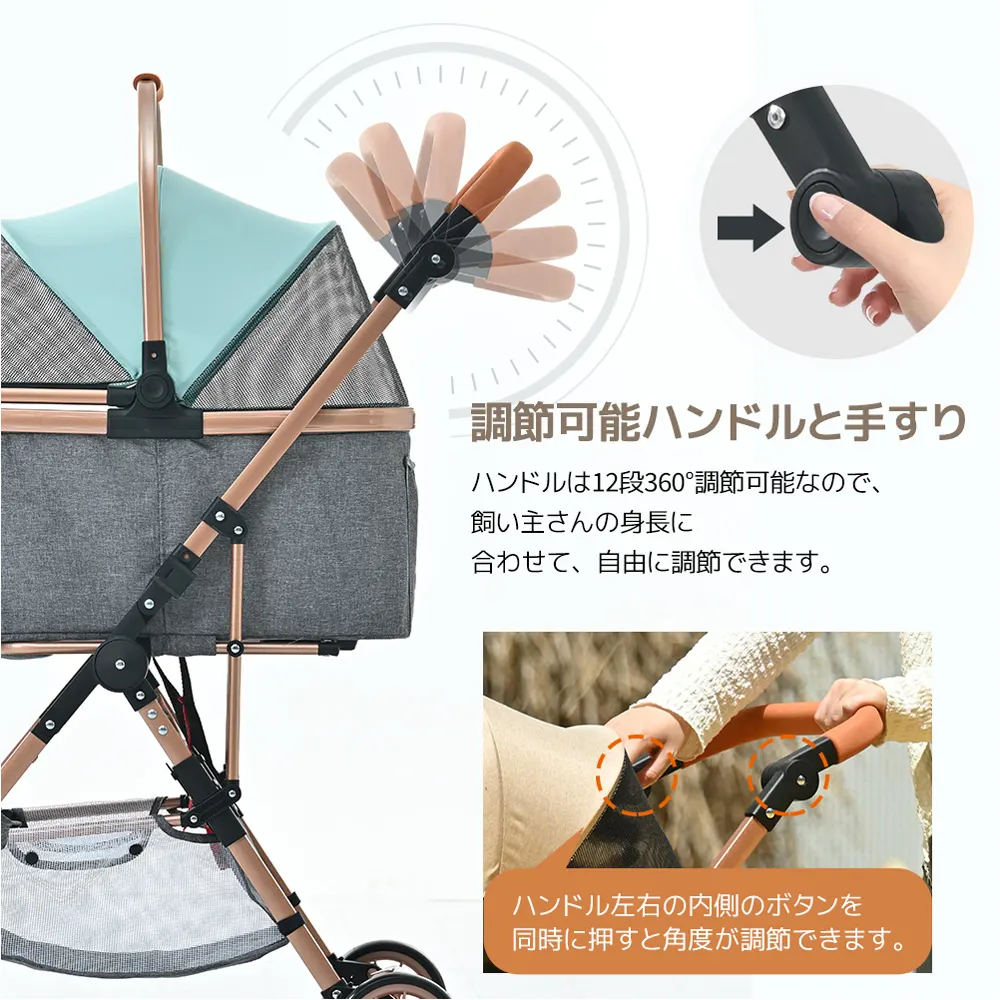 調節可能ハンドルと手すり
ハンドルは12段360°調節可能なので、
飼い主さんの身長に
合わせて、自由に調節できます。
ハンドル左右の内側のボタンを
同時に押すと角度が調節できます。